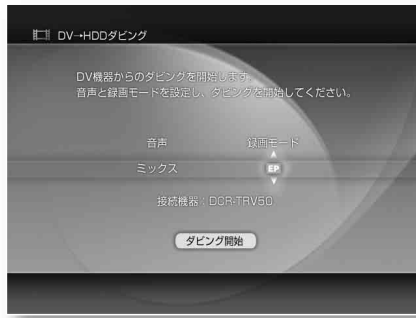 DV→HDDダビング
DV機器からのダビングを開始します。
音声と録画モードを設定し、ダビングを開始してください。
音声 録画モード
ミックス EP
接続機器：DCR-TRV50
ダビング開始